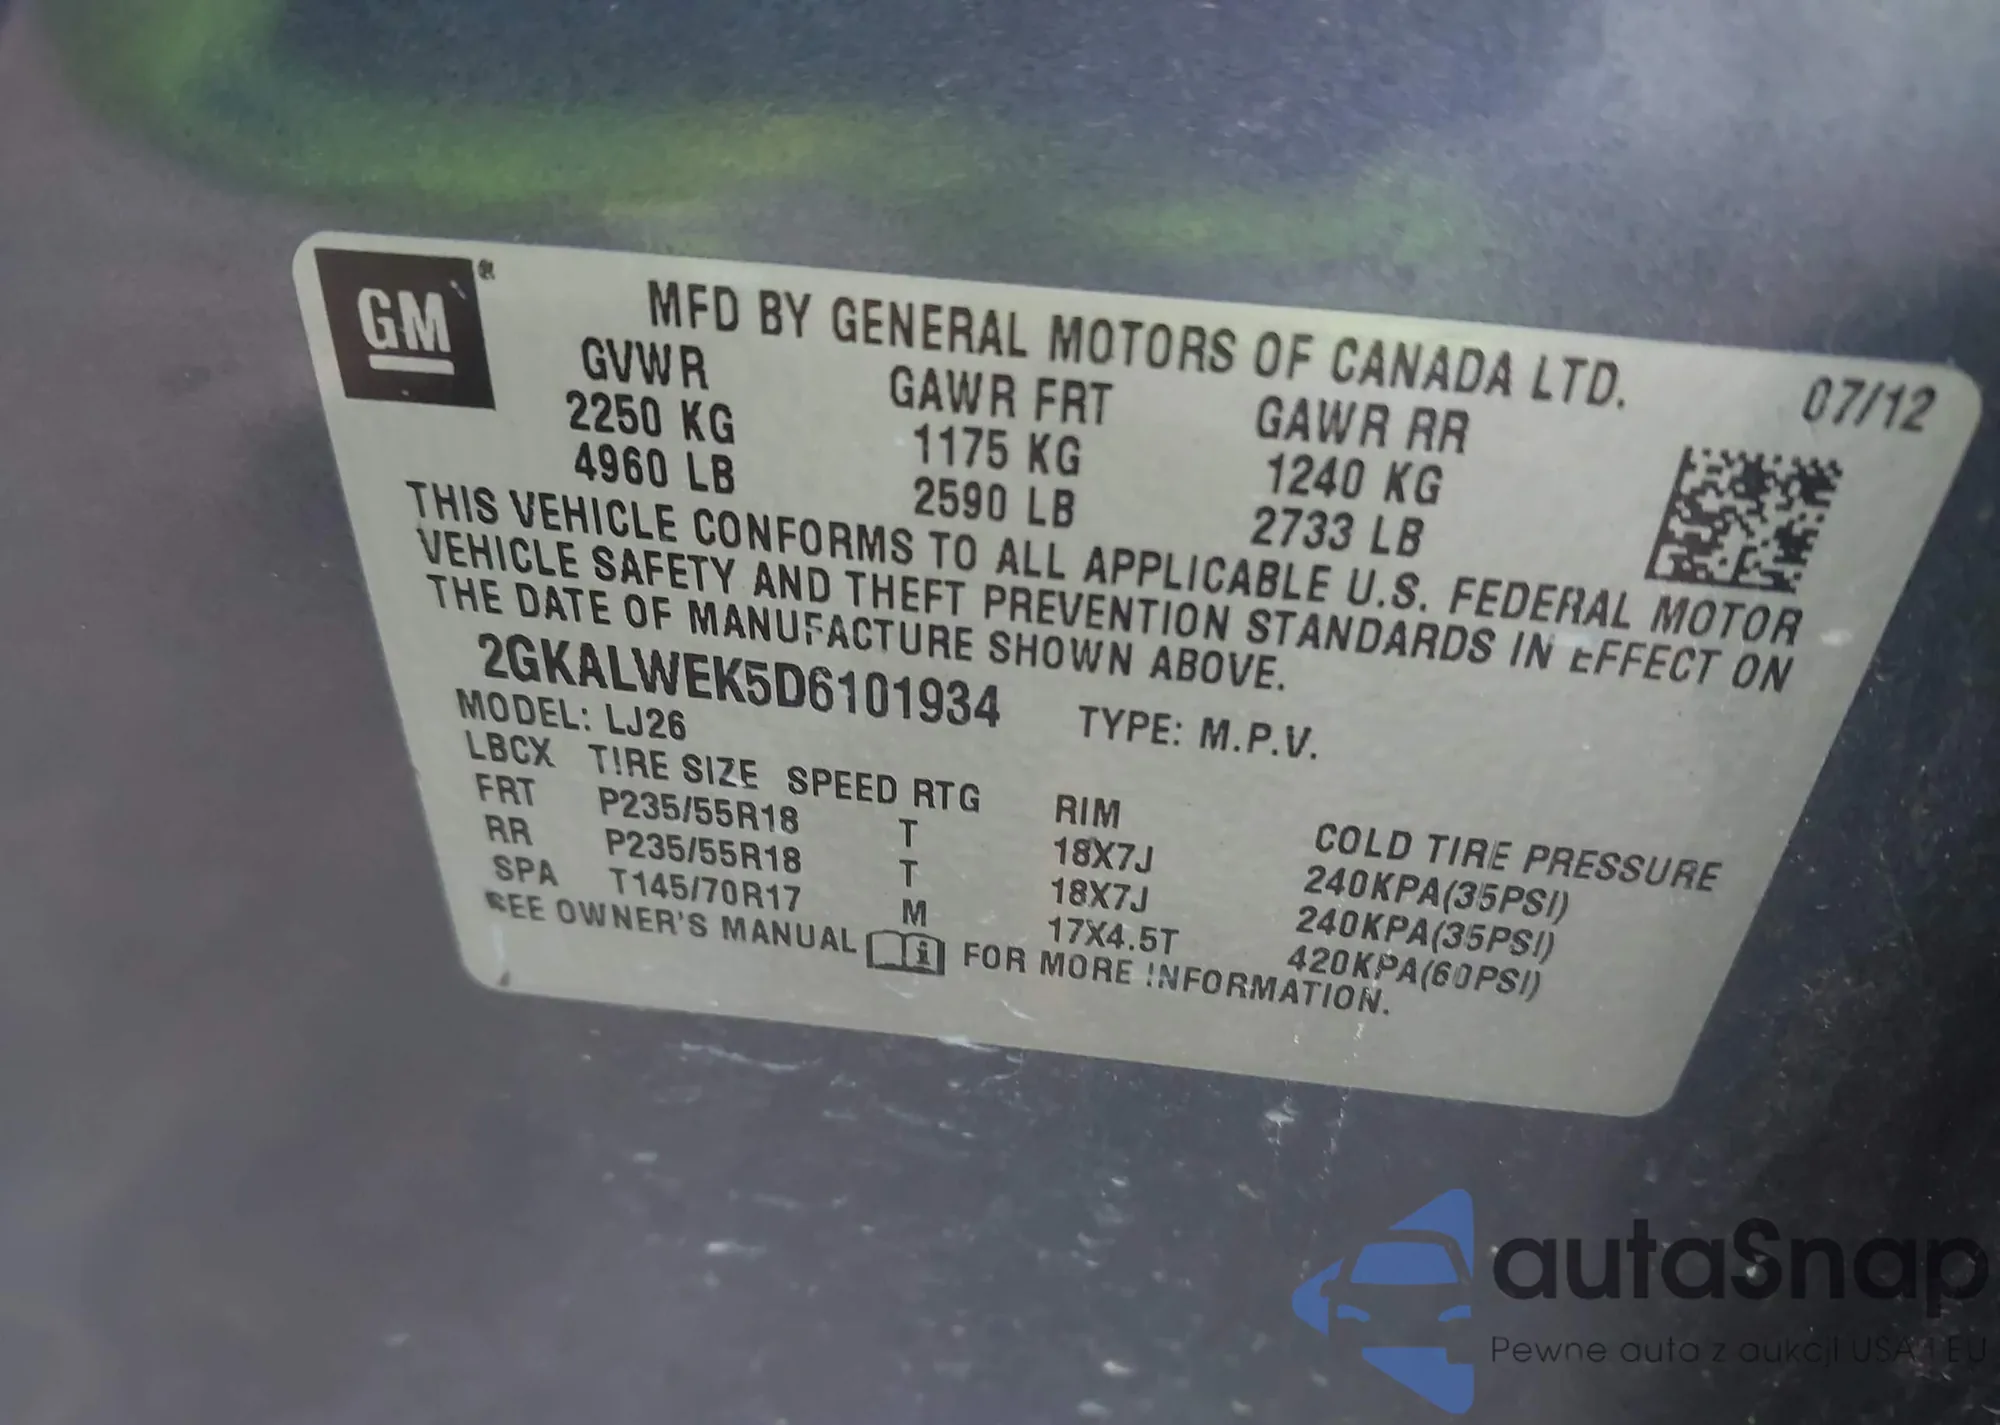 GM ®
MFD BY GENERAL MOTORS OF CANADA LTD.
07/12
GVWR GAWR FRT GAWR RR
2250 KG 1175 KG 1240 KG
4960 LB 2590 LB 2733 LB
THIS VEHICLE CONFORMS TO ALL APPLICABLE U.S. FEDERAL MOTOR
VEHICLE SAFETY AND THEFT PREVENTION STANDARDS IN EFFECT ON
THE DATE OF MANUFACTURE SHOWN ABOVE.
2GKALWEK5D6101934 TYPE: M.P.V.
MODEL: LJ26
LBCX TIRE SIZE SPEED RTG RIM COLD TIRE PRESSURE
FRT P235/55R18 T 18X7J 240KPA(35PSI)
RR P235/55R18 T 18X7J 240KPA(35PSI)
SPA T145/70R17 M 17X4.5T 420KPA(60PSI)
SEE OWNER'S MANUAL i FOR MORE INFORMATION.
autaSnap
Pewne auta z aukcji USA i EU